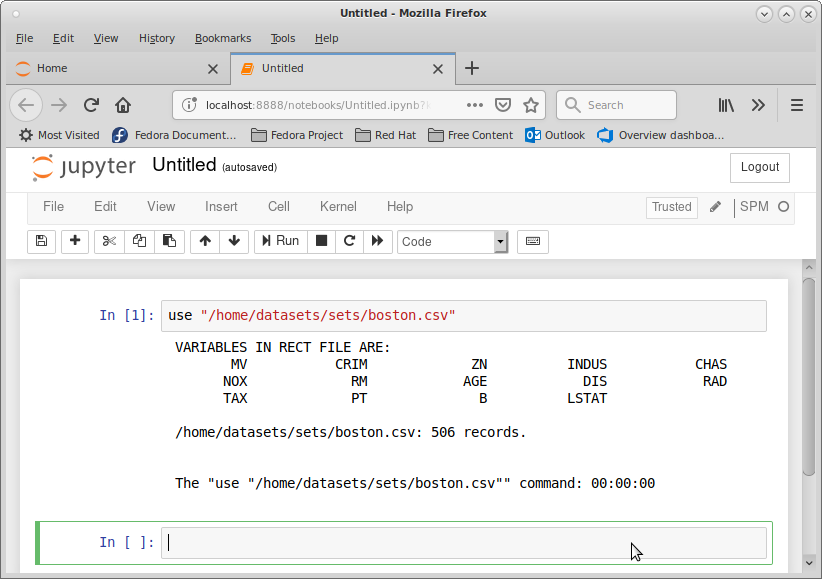 Untitled - Mozilla Firefox
File Edit View History Bookmarks Tools Help
Home Untitled
localhost:8888/notebooks/Untitled.ipynb? Search
Most Visited Fedora Document... Fedora Project Red Hat Free Content Outlook Overview dashboa...
jupyter Untitled (autosaved) Logout
File Edit View Insert Cell Kernel Help Trusted SPM
Run Code
In [1]: use "/home/datasets/sets/boston.csv"
VARIABLES IN RECT FILE ARE:
MV CRIM ZN INDUS CHAS
NOX RM AGE DIS RAD
TAX PT B LSTAT
/home/datasets/sets/boston.csv: 506 records.
The "use "/home/datasets/sets/boston.csv"" command: 00:00:00
In [ ]: